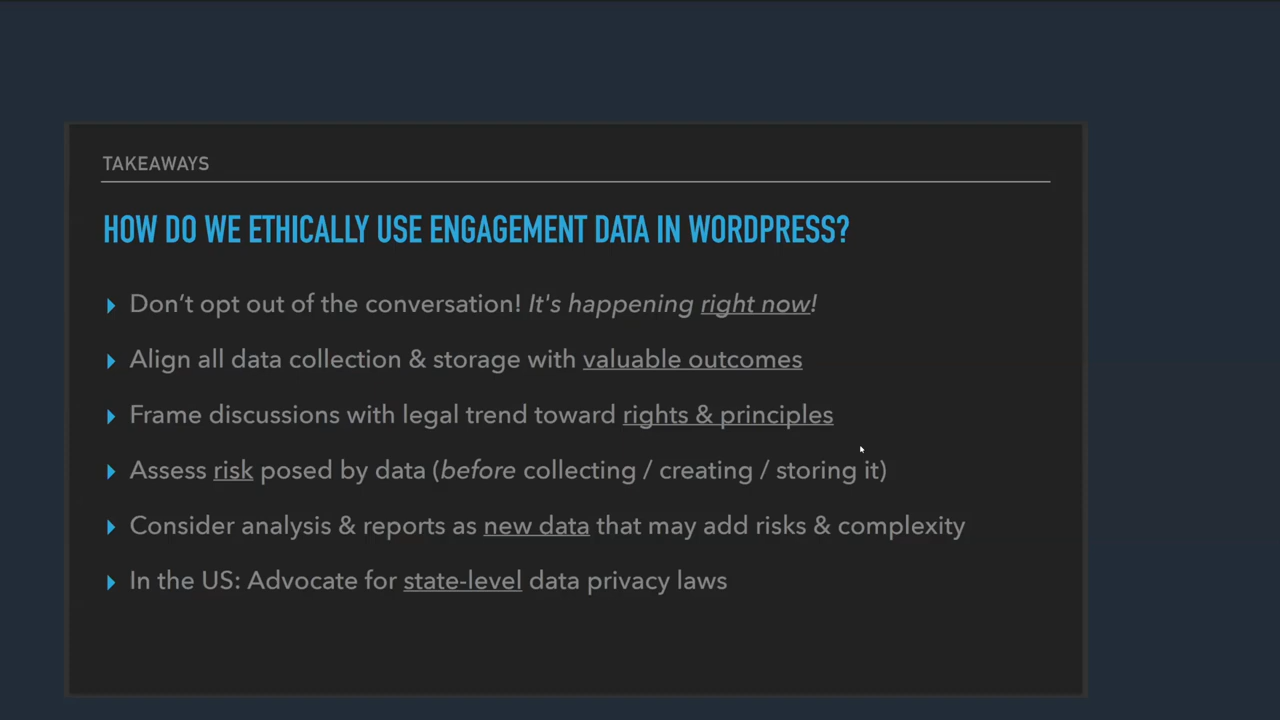 TAKEAWAYS
HOW DO WE ETHICALLY USE ENGAGEMENT DATA IN WORDPRESS?
Don’t opt out of the conversation! It's happening right now!
Align all data collection & storage with valuable outcomes
Frame discussions with legal trend toward rights & principles
Assess risk posed by data (before collecting / creating / storing it)
Consider analysis & reports as new data that may add risks & complexity
In the US: Advocate for state-level data privacy laws